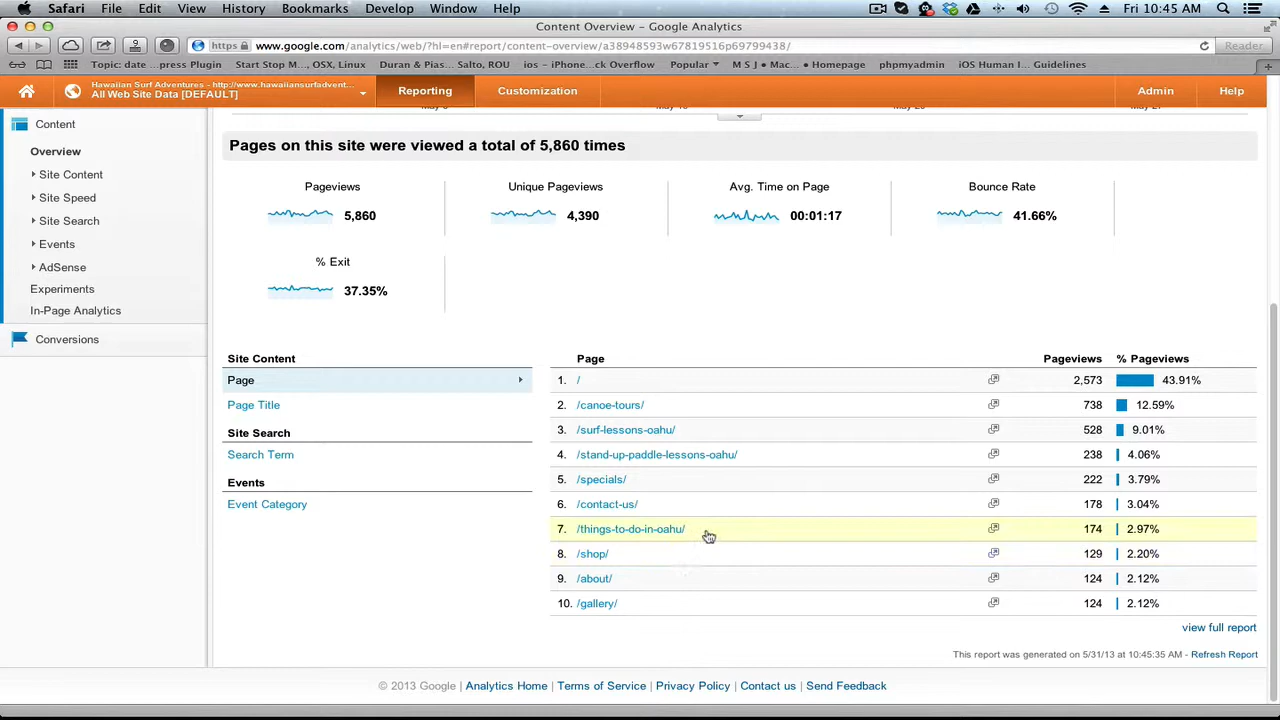 Safari File Edit View History Bookmarks Develop Window Help Fri 10:45 AM
Content Overview – Google Analytics
https www.google.com/analytics/web/?hl=en#report/content-overview/a38948593w67819516p69799438/ Reader
Topic: date ...press Plugin Start Stop M..., OSX, Linux Duran & Pias... Salto, ROU ios – iPhone...ck Overflow Popular M S J • Mac... • Homepage phpmyadmin iOS Human I... Guidelines
Hawaiian Surf Adventures - http://www.hawaiiansurfadvent...
All Web Site Data [DEFAULT]
Reporting Customization Admin Help
Content
Overview
Site Content
Site Speed
Site Search
Events
AdSense
Experiments
In-Page Analytics
Conversions
Pages on this site were viewed a total of 5,860 times
Pageviews Unique Pageviews Avg. Time on Page Bounce Rate
5,860 4,390 00:01:17 41.66%
% Exit
37.35%
Site Content
Page
Page Title
Site Search
Search Term
Events
Event Category
Page Pageviews % Pageviews
1. / 2,573 43.91%
2. /canoe-tours/ 738 12.59%
3. /surf-lessons-oahu/ 528 9.01%
4. /stand-up-paddle-lessons-oahu/ 238 4.06%
5. /specials/ 222 3.79%
6. /contact-us/ 178 3.04%
7. /things-to-do-in-oahu/ 174 2.97%
8. /shop/ 129 2.20%
9. /about/ 124 2.12%
10. /gallery/ 124 2.12%
view full report
This report was generated on 5/31/13 at 10:45:35 AM - Refresh Report
© 2013 Google | Analytics Home | Terms of Service | Privacy Policy | Contact us | Send Feedback